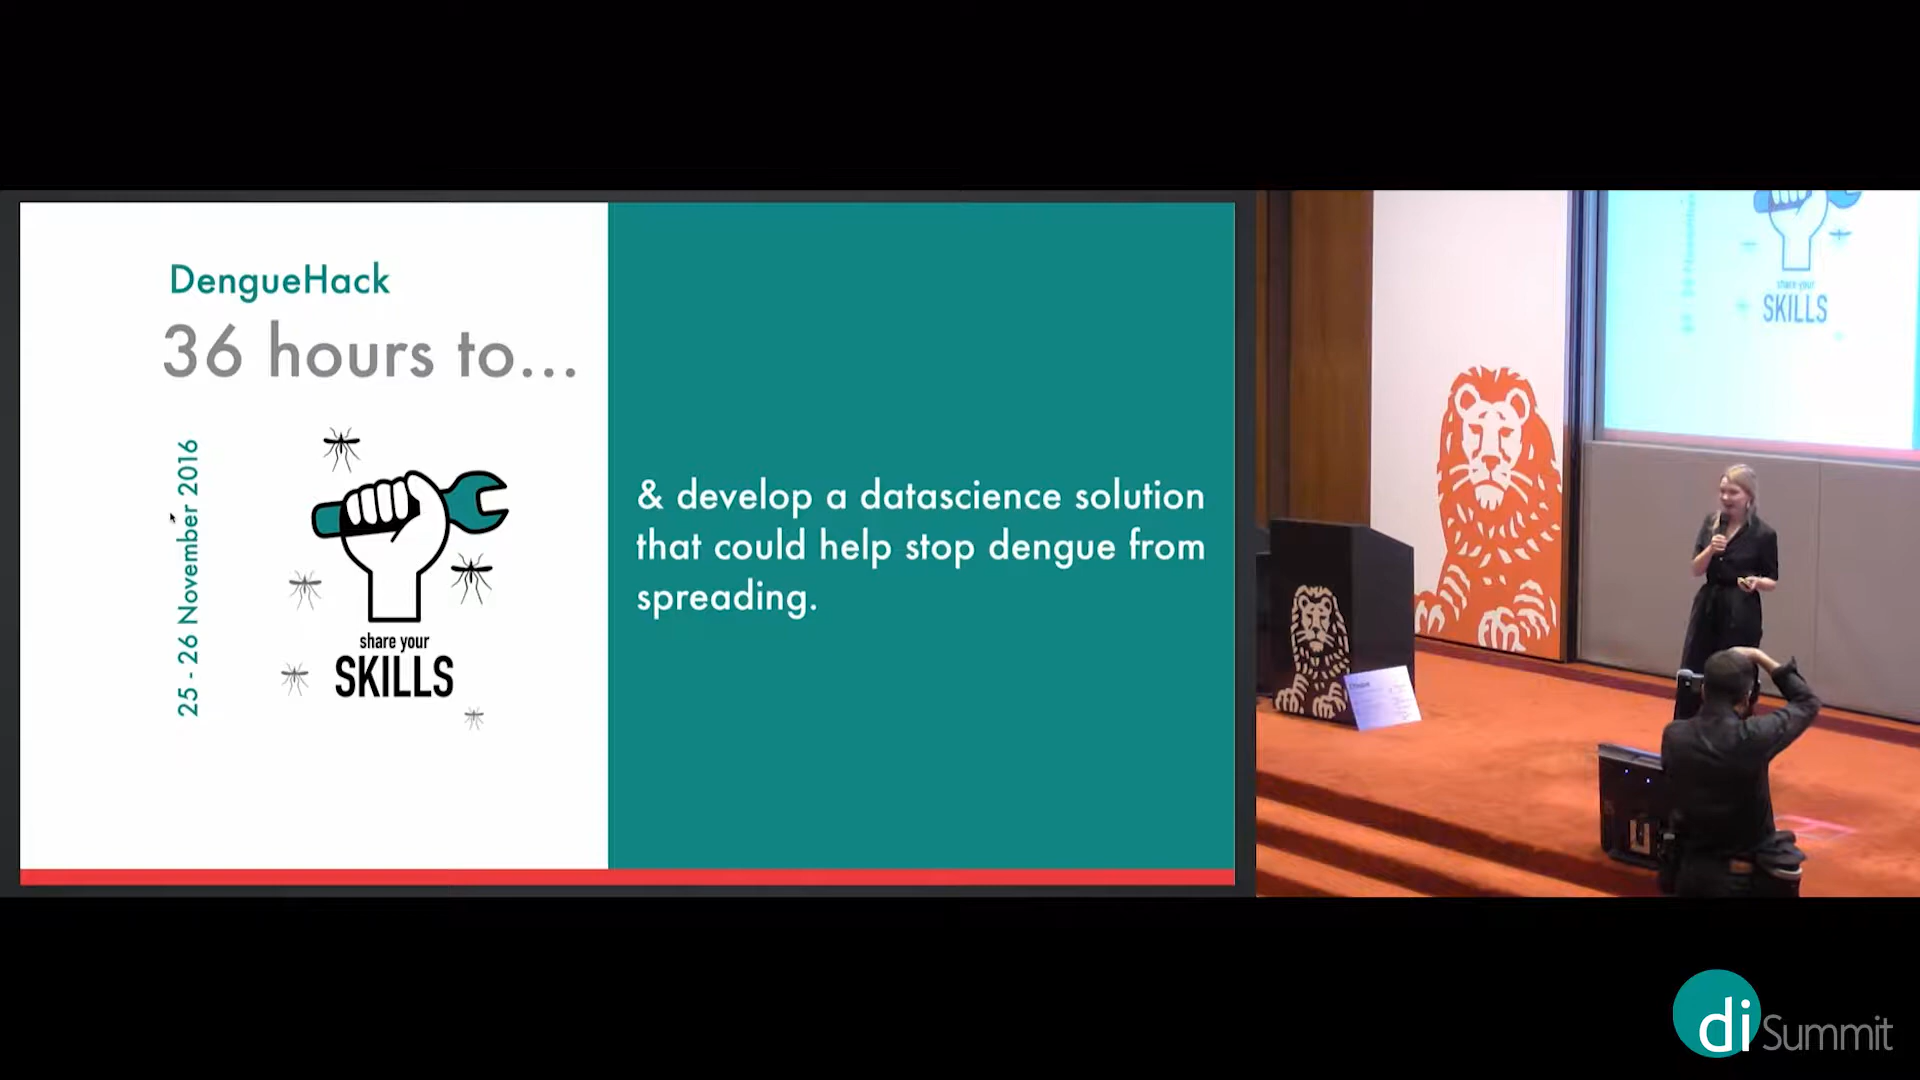 DengueHack
36 hours to...
25 - 26 November 2016
share your
SKILLS
& develop a datascience solution
that could help stop dengue from
spreading.
share your
SKILLS
di Summit